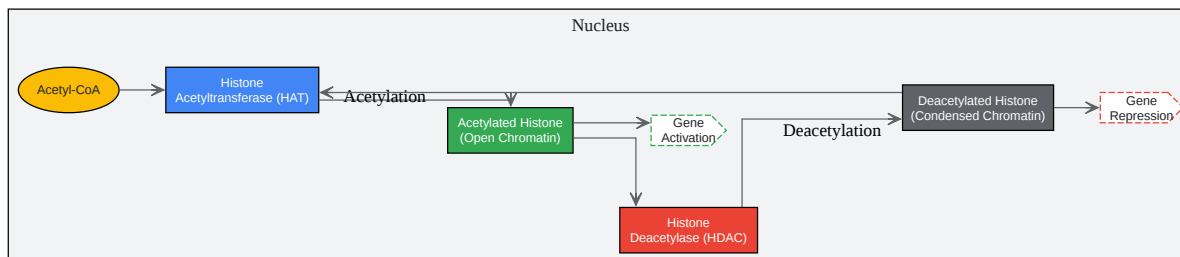 Nucleus
Acetyl-CoA
Histone
Acetyltransferase (HAT)
Acetylation
Acetylated Histone
(Open Chromatin)
Gene
Activation
Histone
Deacetylase (HDAC)
Deacetylation
Deacetylated Histone
(Condensed Chromatin)
Gene
Repression